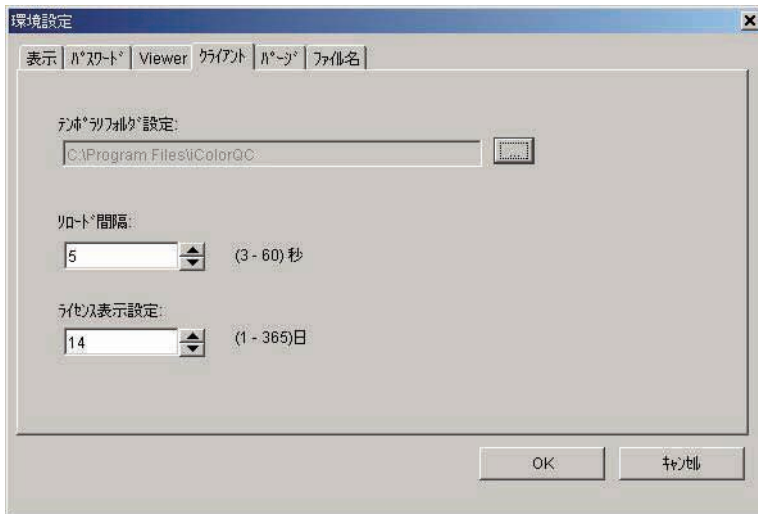 環境設定
表示 ﾊﾟｽﾜｰﾄﾞ Viewer ｸﾗｲｱﾝﾄ ﾊﾟｰｼﾞ ﾌｧｲﾙ名
ﾃﾝﾎﾟﾗﾘﾌｫﾙﾀﾞ設定:
C:\Program Files\iColorQC
...
ﾘﾛｰﾄﾞ間隔:
5 (3 - 60) 秒
ﾗｲｾﾝｽ表示設定:
14 (1 - 365)日
OK ｷｬﾝｾﾙ